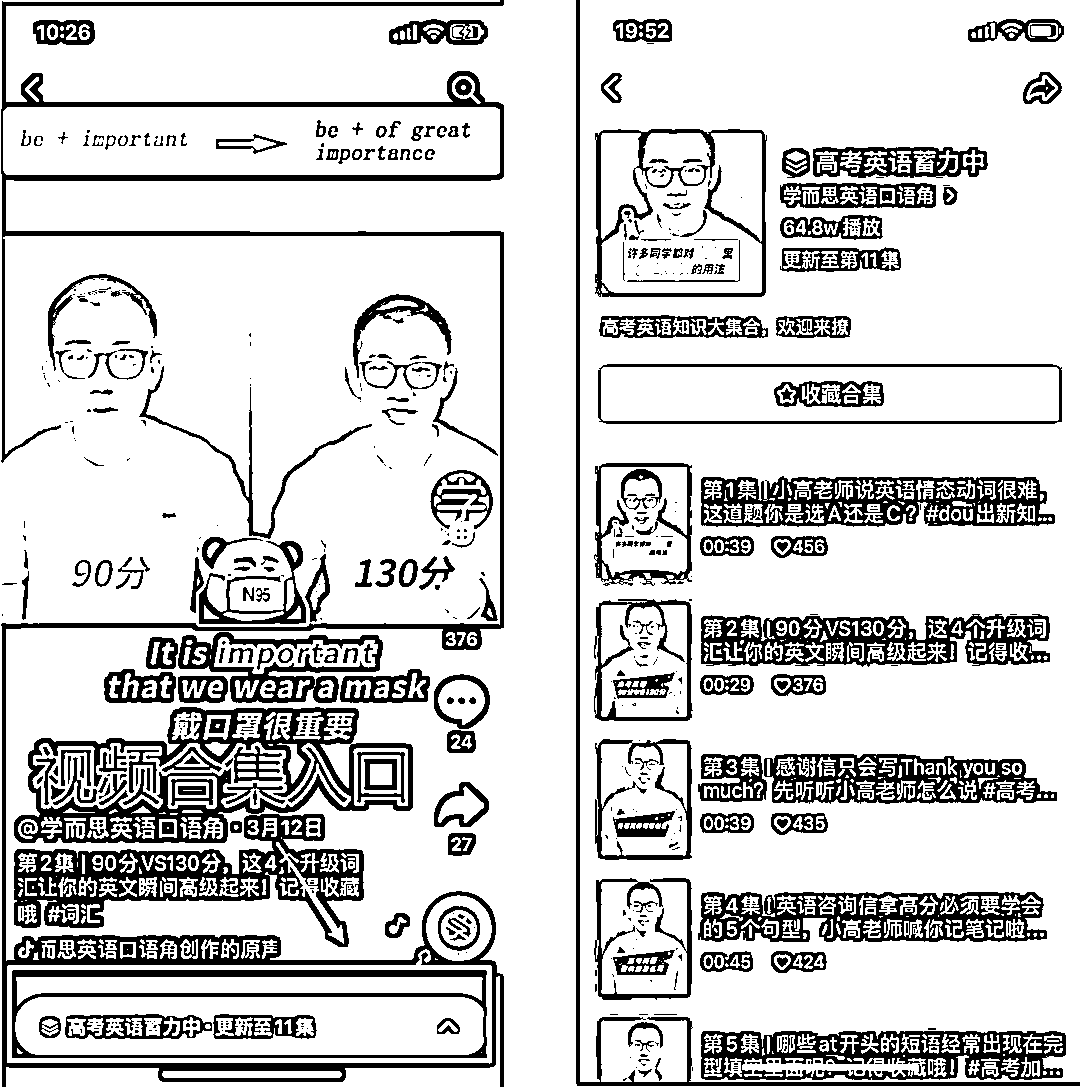 10:26
be + important
be + of great
importance
90分
N95
130分
学
376
It is important
that we wear a mask
戴口罩很重要
24
视频合集入口
@学而思英语口语角·3月12日
27
第2集 | 90分VS130分，这4个升级词
汇让你的英文瞬间高级起来！记得收藏
哦 #词汇
而思英语口语角创作的原声
高考英语蓄力中·更新至11集
19:52
高考英语蓄力中
学而思英语口语角
64.8w播放
更新至第11集
许多同学都对 里
的用法
高考英语知识大集合，欢迎来撩
收藏合集
第1集 | 小高老师说英语情态动词很难，
这道题你是选A还是C？#dou出新知...
00:39 456
第2集 | 90分VS130分，这4个升级词
汇让你的英文瞬间高级起来！记得收...
00:29 376
第3集 | 感谢信只会写Thank you so
much？先听听小高老师怎么说 #高考...
00:39 435
第4集 | 英语咨询信拿高分必须要学会
的5个句型，小高老师喊你记笔记啦...
00:45 424
第5集 | 哪些at开头的短语经常出现在完
型填空里面呢？记得收藏哦！#高考加...